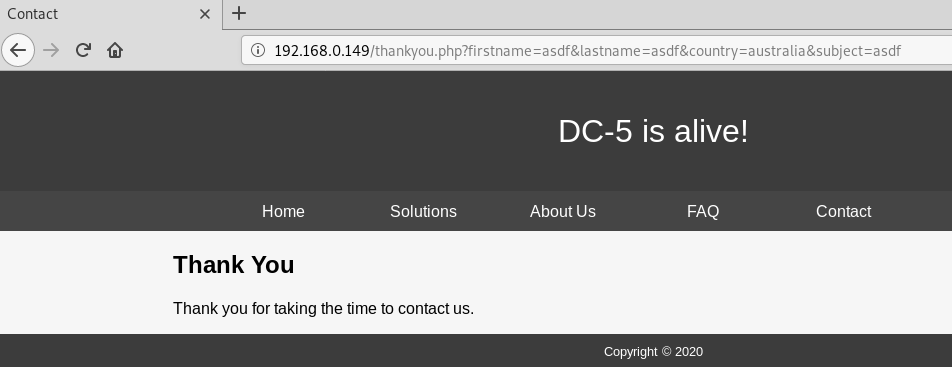 Contact
192.168.0.149/thankyou.php?firstname=asdf&lastname=asdf&country=australia&subject=asdf
DC-5 is alive!
Home Solutions About Us FAQ Contact
Thank You
Thank you for taking the time to contact us.
Copyright © 2020